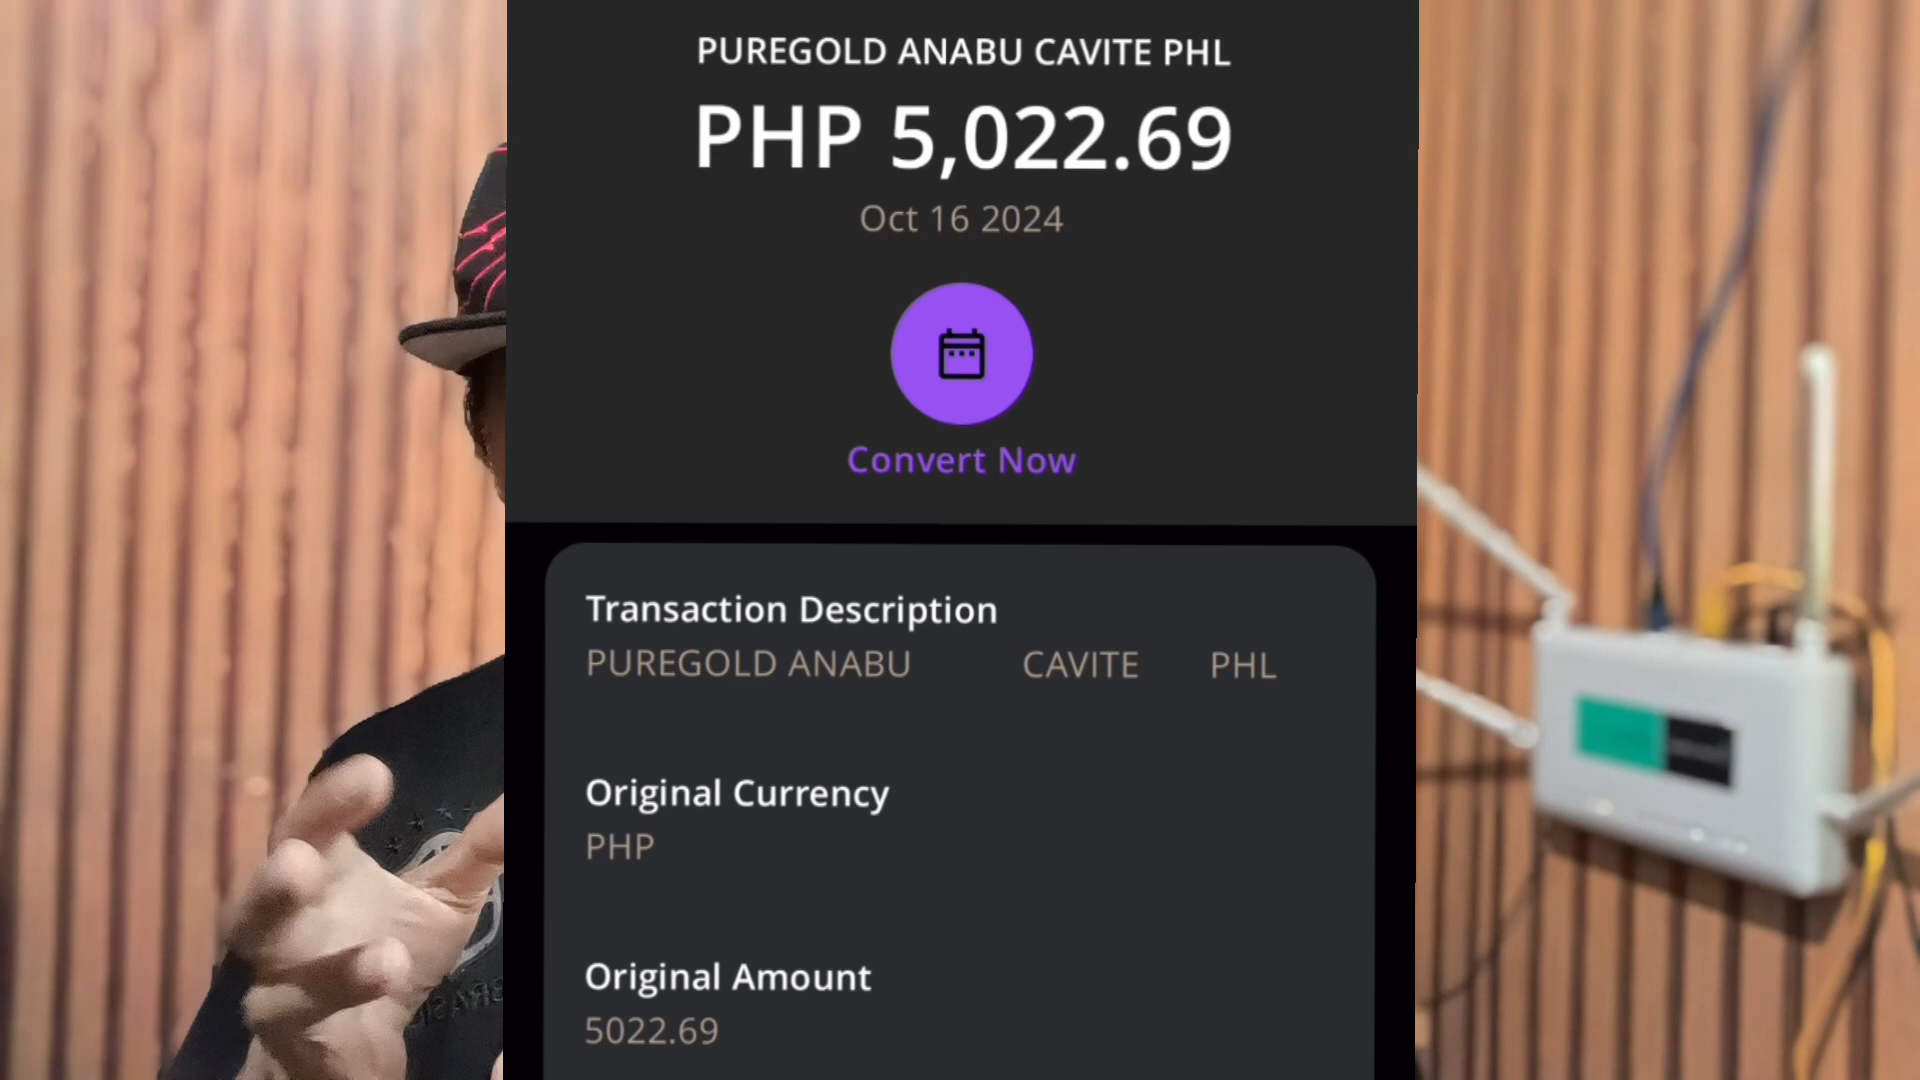 PUREGOLD ANABU CAVITE PHL
PHP 5,022.69
Oct 16 2024
Convert Now
Transaction Description
PUREGOLD ANABU CAVITE PHL
Original Currency
PHP
Original Amount
5022.69